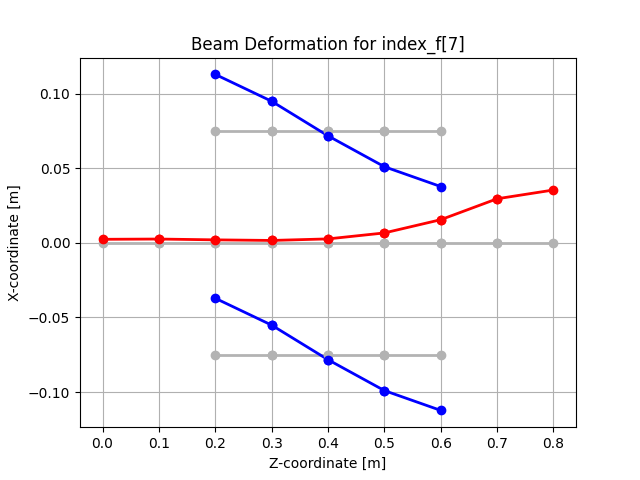 Beam Deformation for index_f[7]
X-coordinate [m]
0.10
0.05
0.00
−0.05
−0.10
0.0 0.1 0.2 0.3 0.4 0.5 0.6 0.7 0.8
Z-coordinate [m]